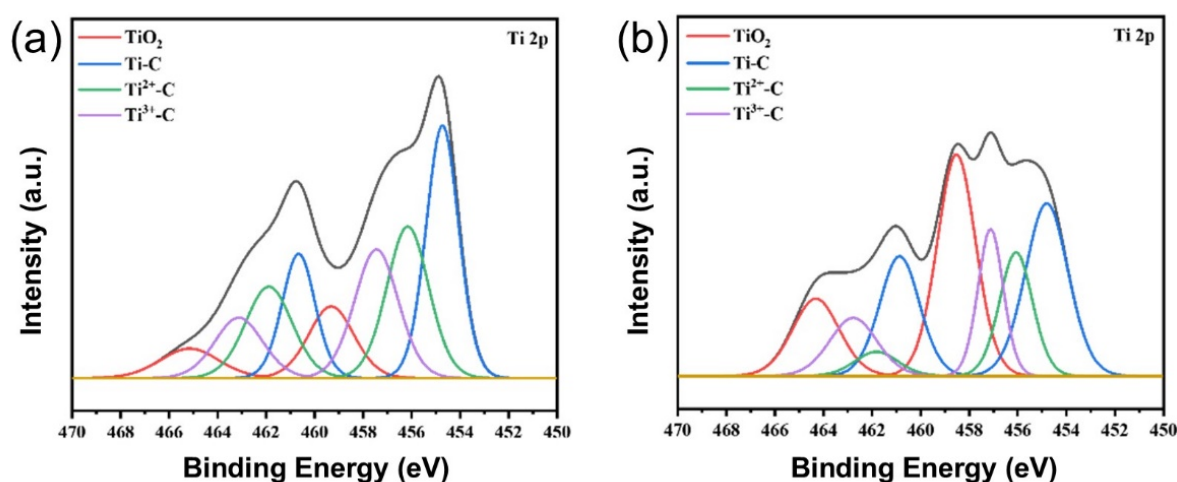 (a)
TiO₂
Ti-C
Ti²⁺-C
Ti³⁺-C
Ti 2p
Intensity (a.u.)
470 468 466 464 462 460 458 456 454 452 450
Binding Energy (eV)
(b)
TiO₂
Ti-C
Ti²⁺-C
Ti³⁺-C
Ti 2p
Intensity (a.u.)
470 468 466 464 462 460 458 456 454 452 450
Binding Energy (eV)